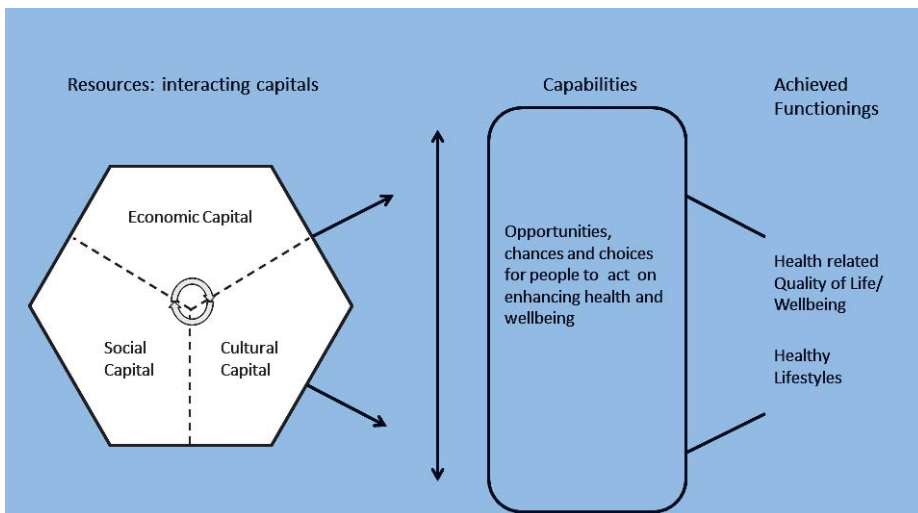 Resources: interacting capitals
Capabilities
Achieved
Functionings
Economic Capital
Social
Capital
Cultural
Capital
Opportunities,
chances and choices
for people to act on
enhancing health and
wellbeing
Health related
Quality of Life/
Wellbeing
Healthy
Lifestyles